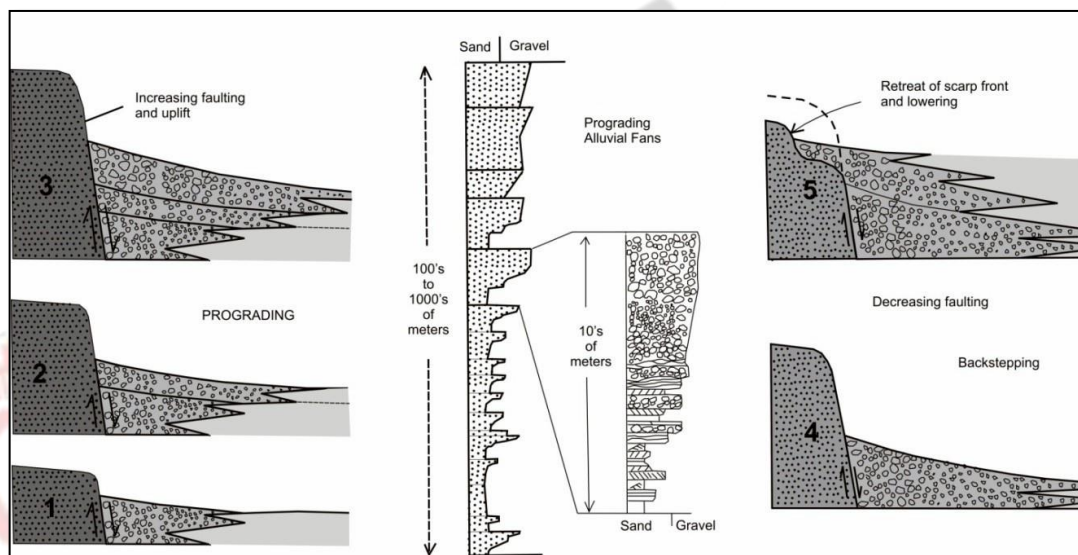 Increasing faulting
and uplift
3
PROGRADING
2
1
Sand Gravel
100's
to
1000's
of
meters
Prograding
Alluvial Fans
10's
of
meters
Sand Gravel
Retreat of scarp front
and lowering
5
Decreasing faulting
Backstepping
4